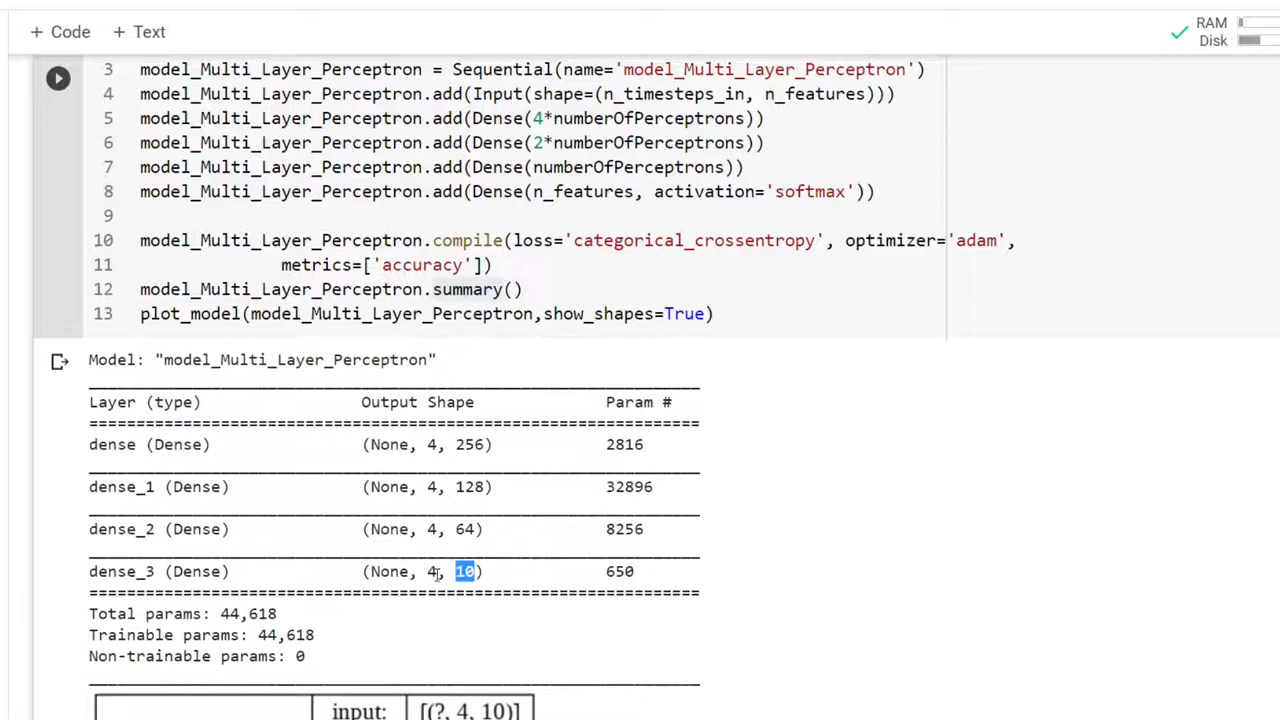 + Code + Text
RAM
Disk
3 model_Multi_Layer_Perceptron = Sequential(name='model_Multi_Layer_Perceptron')
4 model_Multi_Layer_Perceptron.add(Input(shape=(n_timesteps_in, n_features)))
5 model_Multi_Layer_Perceptron.add(Dense(4*numberOfPerceptrons))
6 model_Multi_Layer_Perceptron.add(Dense(2*numberOfPerceptrons))
7 model_Multi_Layer_Perceptron.add(Dense(numberOfPerceptrons))
8 model_Multi_Layer_Perceptron.add(Dense(n_features, activation='softmax'))
9
10 model_Multi_Layer_Perceptron.compile(loss='categorical_crossentropy', optimizer='adam',
11 metrics=['accuracy'])
12 model_Multi_Layer_Perceptron.summary()
13 plot_model(model_Multi_Layer_Perceptron,show_shapes=True)
Model: "model_Multi_Layer_Perceptron"
Layer (type) Output Shape Param #
dense (Dense) (None, 4, 256) 2816
dense_1 (Dense) (None, 4, 128) 32896
dense_2 (Dense) (None, 4, 64) 8256
dense_3 (Dense) (None, 4, 10) 650
Total params: 44,618
Trainable params: 44,618
Non-trainable params: 0
input: [(?, 4, 10)]